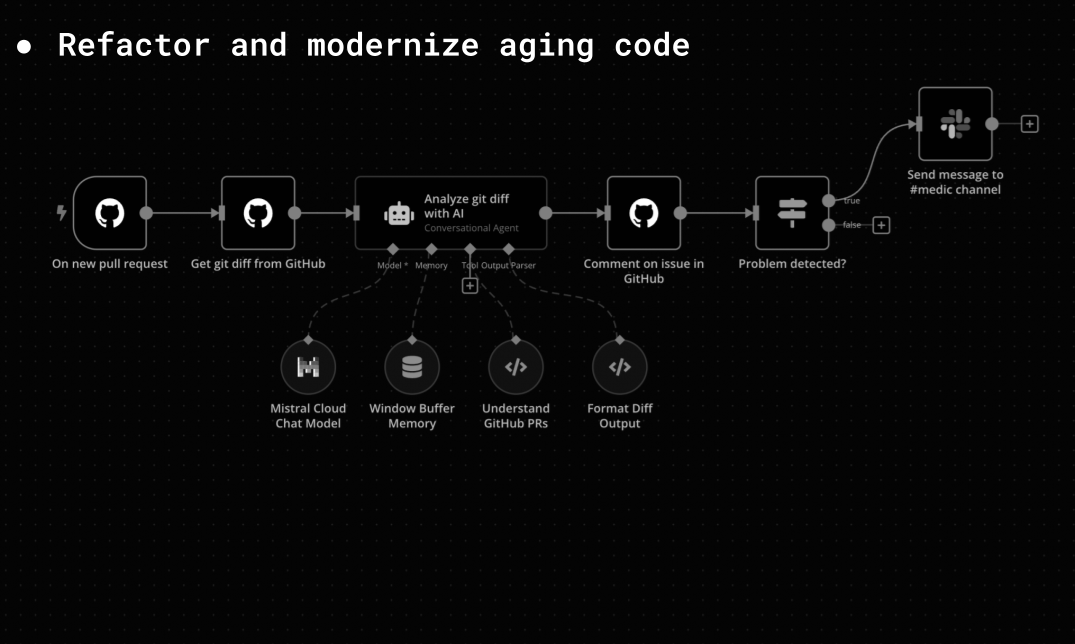 ● Refactor and modernize aging code
Send message to
#medic channel
Analyze git diff
with AI
Conversational Agent
true
false
On new pull request
Get git diff from GitHub
Model *
Memory
Tool
Output Parser
Comment on issue in
GitHub
Problem detected?
Mistral Cloud
Chat Model
Window Buffer
Memory
Understand
GitHub PRs
Format Diff
Output